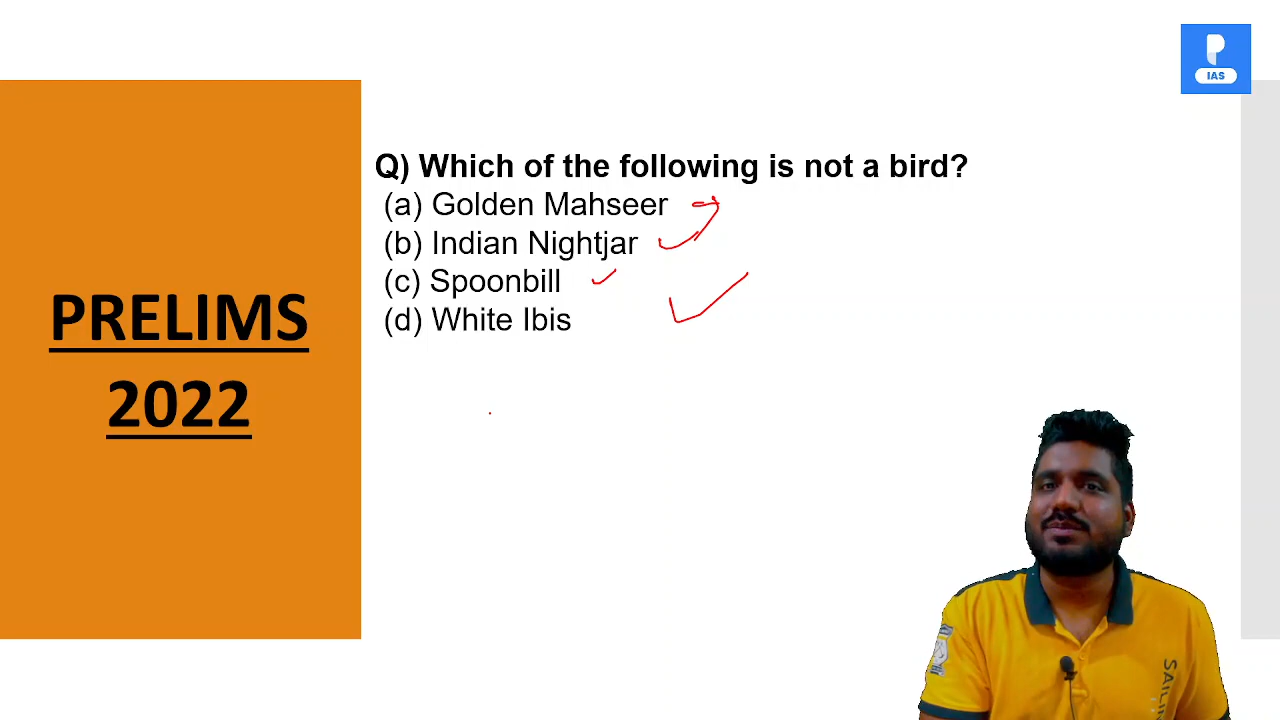 IAS
Q) Which of the following is not a bird?
(a) Golden Mahseer
(b) Indian Nightjar
(c) Spoonbill
(d) White Ibis
PRELIMS
2022